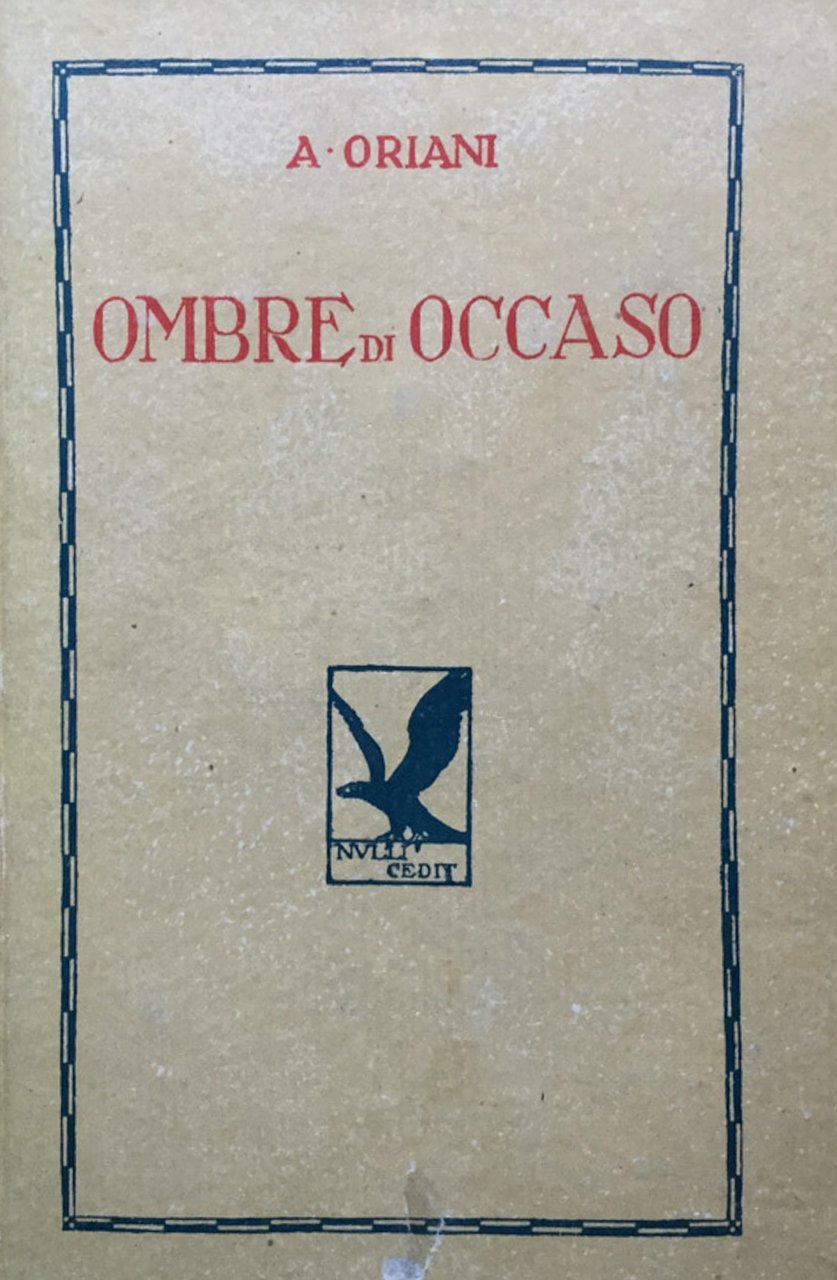 A · ORIANI
OMBRE DI OCCASO
NVLLI
CEDIT